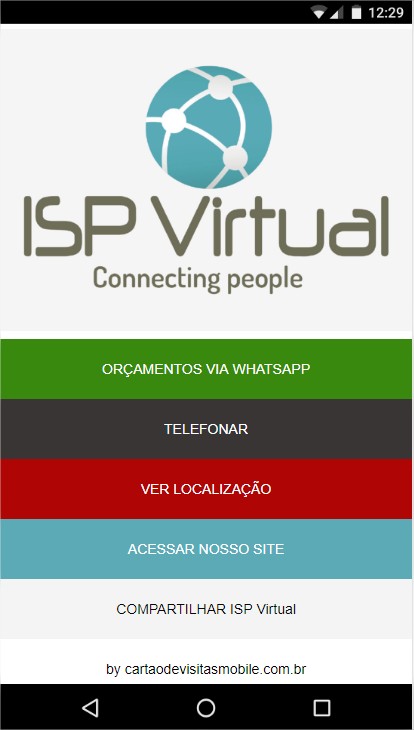 12:29
ISP Virtual
Connecting people
ORÇAMENTOS VIA WHATSAPP
TELEFONAR
VER LOCALIZAÇÃO
ACESSAR NOSSO SITE
COMPARTILHAR ISP Virtual
by cartaodevisitasmobile.com.br